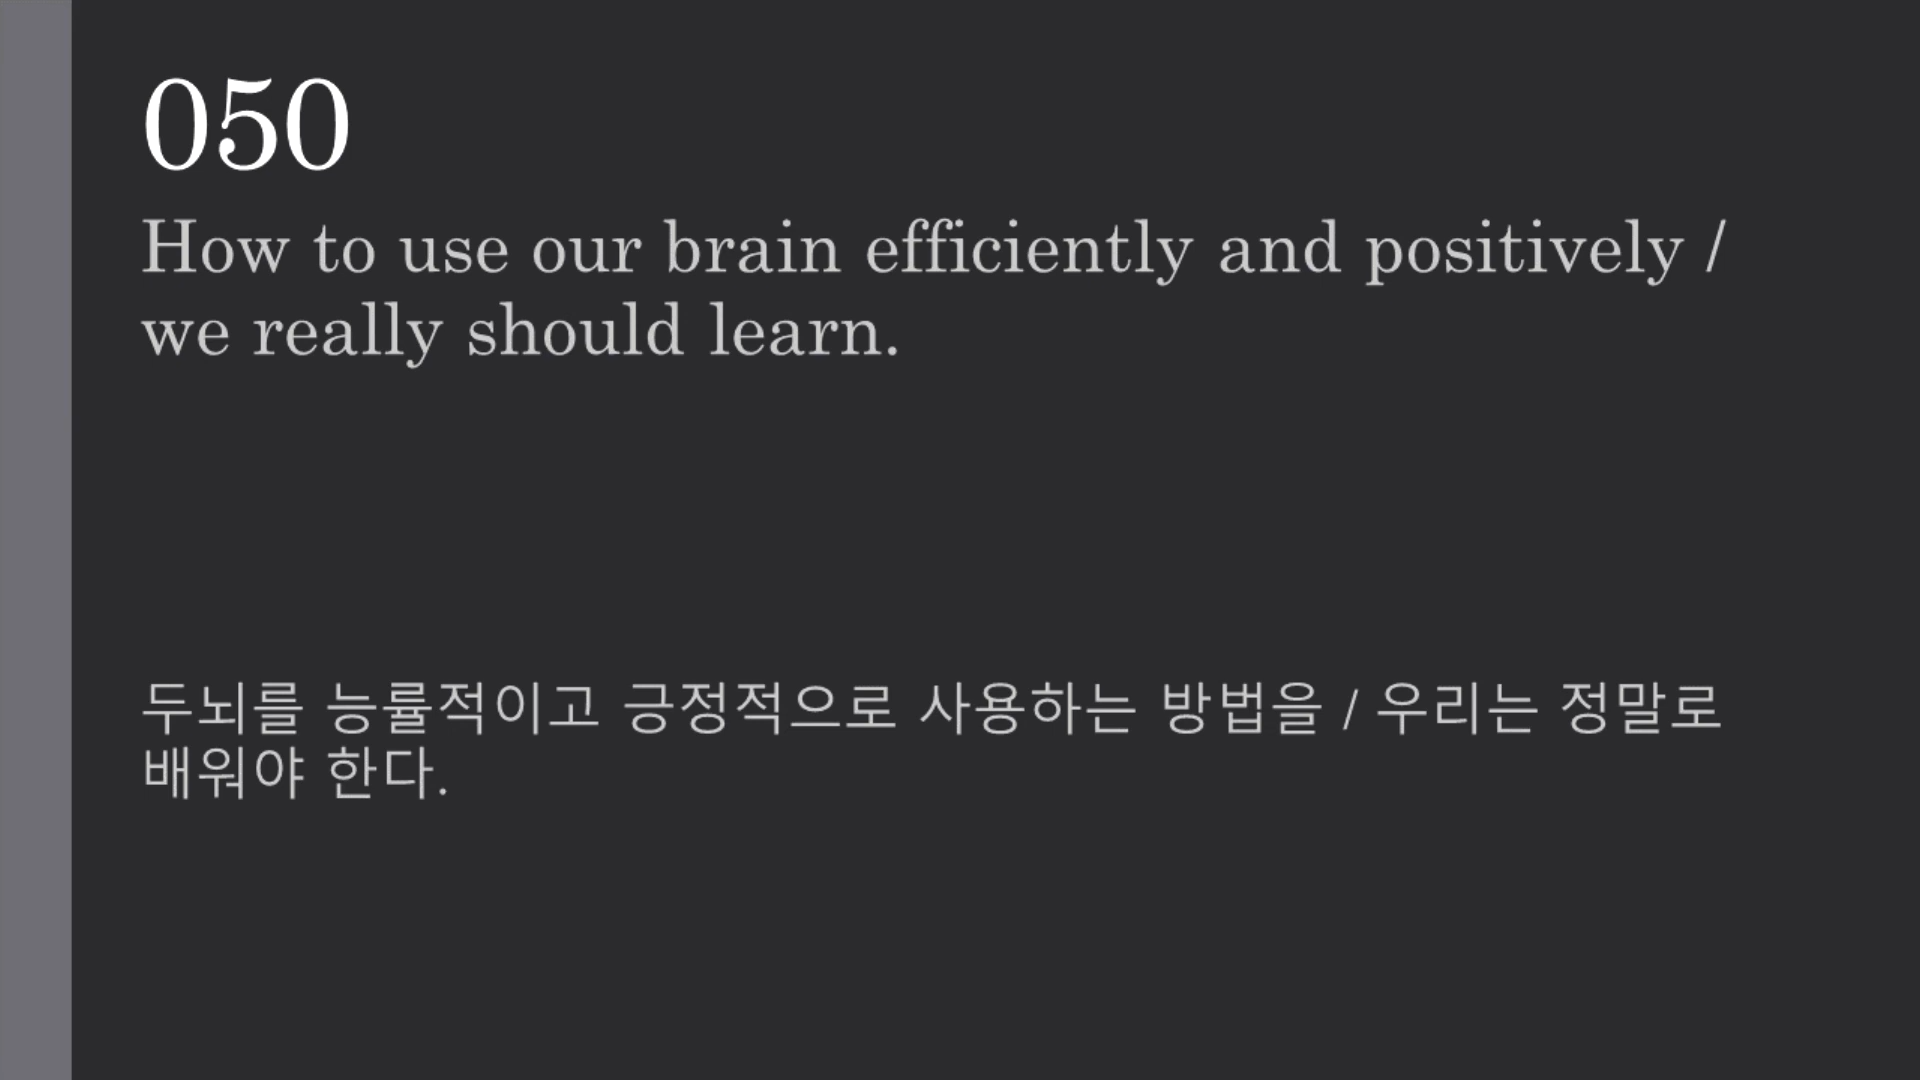 050
How to use our brain efficiently and positively /
we really should learn.
두뇌를 능률적이고 긍정적으로 사용하는 방법을 / 우리는 정말로
배워야 한다.